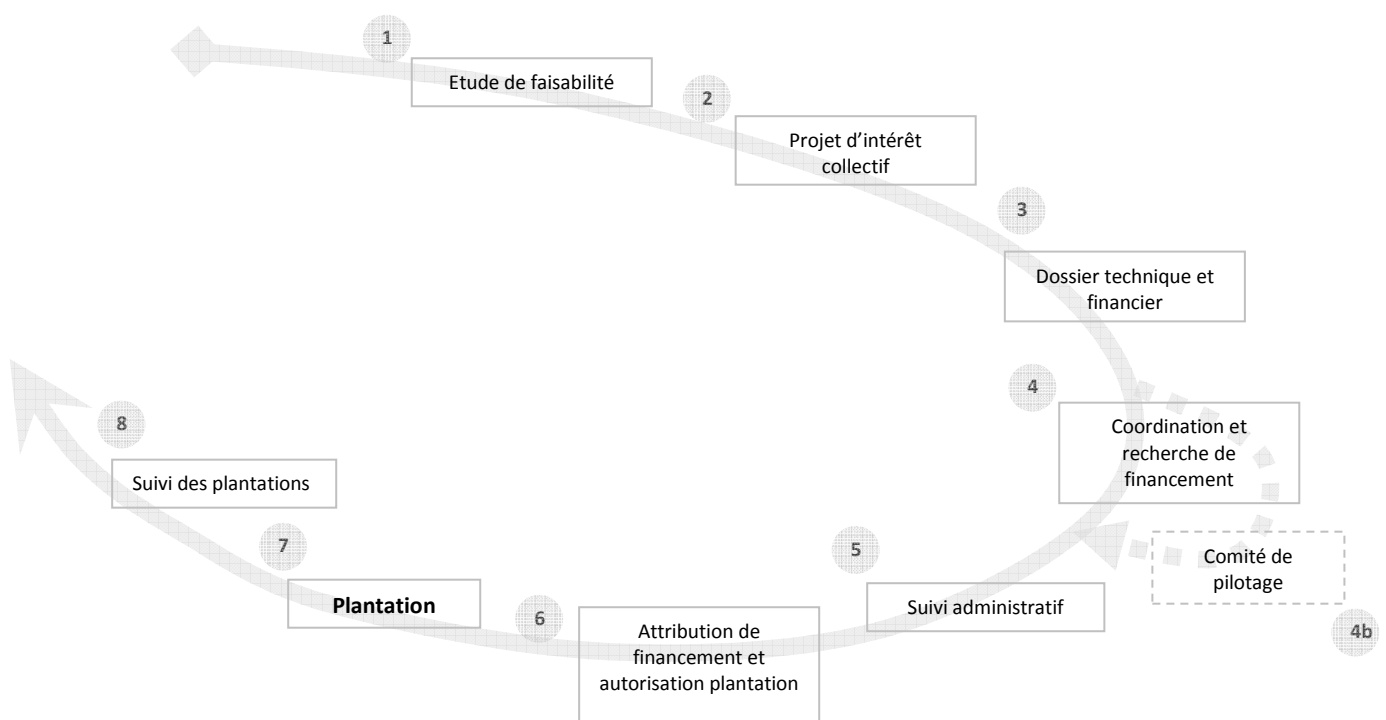 1
Etude de faisabilité
2
Projet d’intérêt
collectif
3
Dossier technique et
financier
4
Coordination et
recherche de
financement
Comité de
pilotage
4b
5
Suivi administratif
6
Attribution de
financement et
autorisation plantation
7
Plantation
8
Suivi des plantations